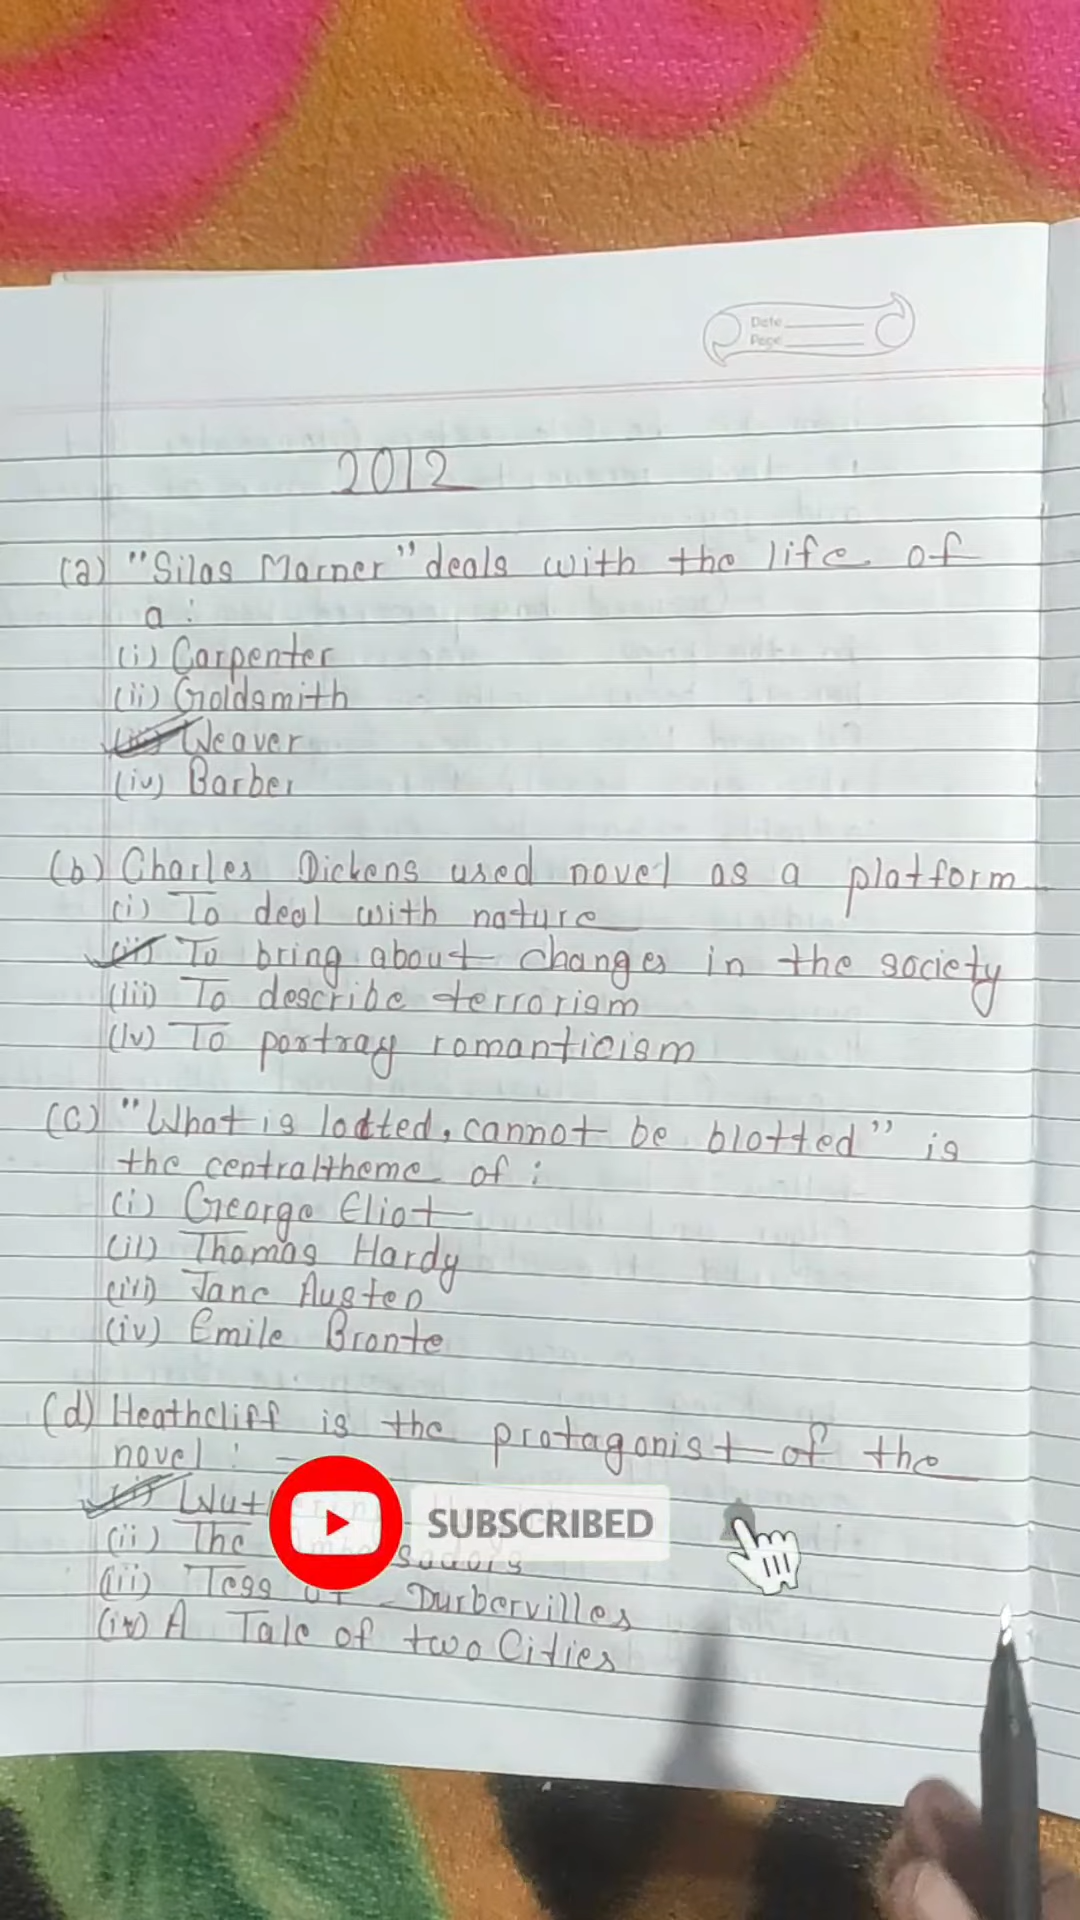 Date
Page
2012
(a) "Silas Marner" deals with the life of
a :
(i) Carpenter
(ii) Goldsmith
(iii) Weaver
(iv) Barber
(b) Charles Dickens used novel as a platform
(i) To deal with nature
(ii) To bring about changes in the society
(iii) To describe terrorism
(iv) To portray romanticism
(c) "What is lotted, cannot be blotted" is
the central theme of :
(i) George Eliot
(ii) Thomas Hardy
(iii) Jane Austen
(iv) Emile Bronte
(d) Heathcliff is the protagonist of the
novel : -
(i)
SUBSCRIBED
(ii) The
(iii) Tess of Durbervilles
(iv) A Tale of two Cities